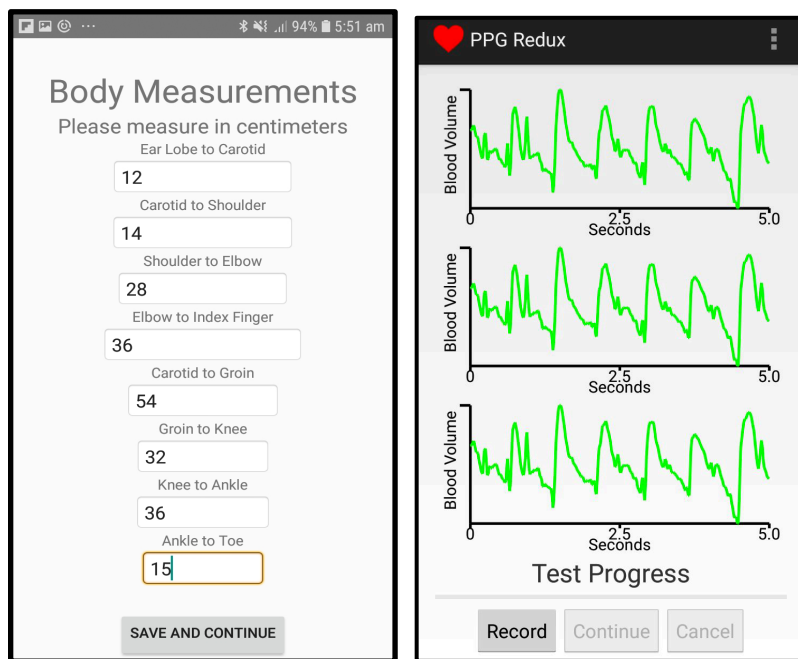 94% 5:51 am
Body Measurements
Please measure in centimeters
Ear Lobe to Carotid
12
Carotid to Shoulder
14
Shoulder to Elbow
28
Elbow to Index Finger
36
Carotid to Groin
54
Groin to Knee
32
Knee to Ankle
36
Ankle to Toe
15
SAVE AND CONTINUE
PPG Redux
Blood Volume
0 2.5 5.0
Seconds
Blood Volume
0 2.5 5.0
Seconds
Blood Volume
0 2.5 5.0
Seconds
Test Progress
Record Continue Cancel